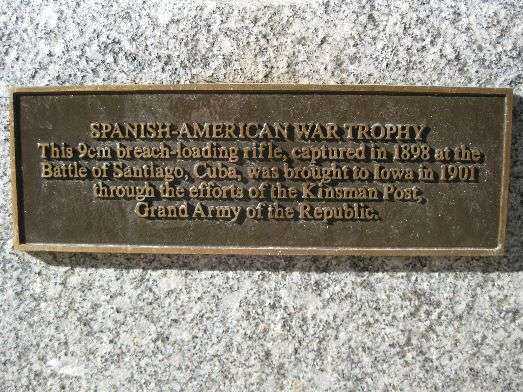 SPANISH-AMERICAN WAR TROPHY
This 9cm breach-loading rifle, captured in 1898 at the
Battle of Santiago, Cuba, was brought to Iowa in 1901
through the efforts of the Kinsman Post,
Grand Army of the Republic.